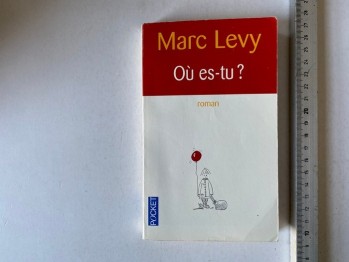 Marc Levy
Où es-tu ?
roman
POCKET